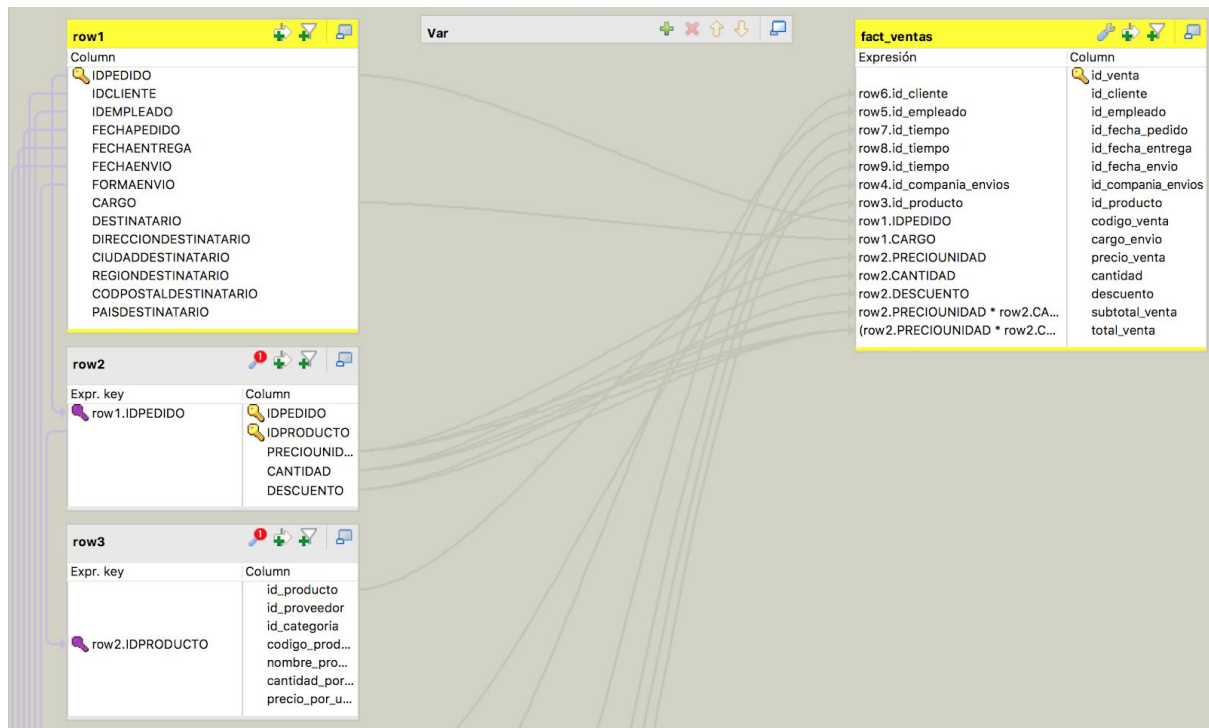 row1
Column
IDPEDIDO
IDCLIENTE
IDEMPLEADO
FECHAPEDIDO
FECHAENTREGA
FECHAENVIO
FORMAENVIO
CARGO
DESTINATARIO
DIRECCIONDESTINATARIO
CIUDADDESTINATARIO
REGIONDESTINATARIO
CODPOSTALDESTINATARIO
PAISDESTINATARIO
row2
1
Expr. key Column
row1.IDPEDIDO IDPEDIDO
IDPRODUCTO
PRECIOUNID...
CANTIDAD
DESCUENTO
row3
1
Expr. key Column
id_producto
id_proveedor
id_categoria
row2.IDPRODUCTO codigo_prod...
nombre_pro...
cantidad_por...
precio_por_u...
Var
fact_ventas
Expresión Column
id_venta
row6.id_cliente id_cliente
row5.id_empleado id_empleado
row7.id_tiempo id_fecha_pedido
row8.id_tiempo id_fecha_entrega
row9.id_tiempo id_fecha_envio
row4.id_compania_envios id_compania_envios
row3.id_producto id_producto
row1.IDPEDIDO codigo_venta
row1.CARGO cargo_envio
row2.PRECIOUNIDAD precio_venta
row2.CANTIDAD cantidad
row2.DESCUENTO descuento
row2.PRECIOUNIDAD * row2.CA... subtotal_venta
(row2.PRECIOUNIDAD * row2.C... total_venta